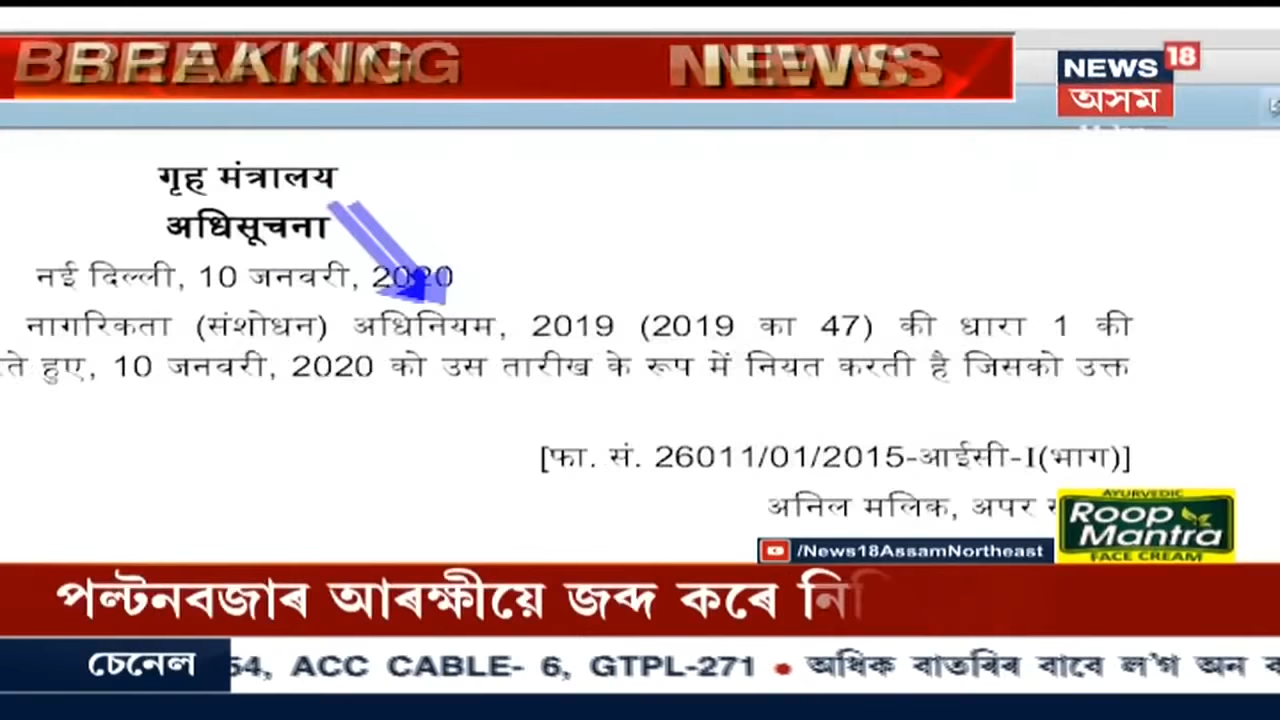 BREAKING NEWS
NEWS 18
অসম
गृह मंत्रालय
अधिसूचना
नई दिल्ली, 10 जनवरी, 2020
नागरिकता (संशोधन) अधिनियम, 2019 (2019 का 47) की धारा 1 की
हुए, 10 जनवरी, 2020 को उस तारीख के रूप में नियत करती है जिसको उक्त
[फा. सं. 26011/01/2015-आईसी-I(भाग)]
अनिल मलिक, अपर
AYURVEDIC
Roop
Mantra
FACE CREAM
/News18AssamNortheast
পল্টনবজাৰ আৰক্ষীয়ে জব্দ কৰে
চেনেল 64, ACC CABLE- 6, GTPL-271 • অধিক বাতৰিৰ বাবে ল'গ অন